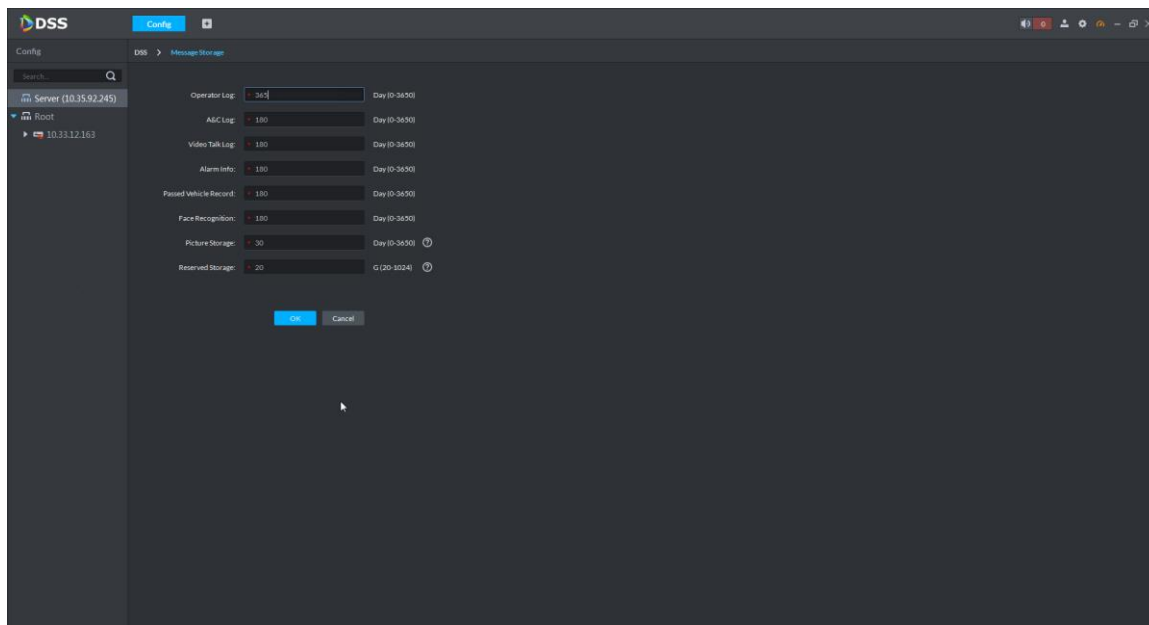 DSS
Config
0
Config
DSS > Message Storage
Search...
Server (10.35.92.245)
Root
10.33.12.163
Operator Log: * 365 Day (0-3650)
A&C Log: * 180 Day (0-3650)
Video Talk Log: * 180 Day (0-3650)
Alarm Info: * 180 Day (0-3650)
Passed Vehicle Record: * 180 Day (0-3650)
Face Recognition: * 180 Day (0-3650)
Picture Storage: * 30 Day (0-3650) ?
Reserved Storage: * 20 G (20-1024) ?
OK Cancel